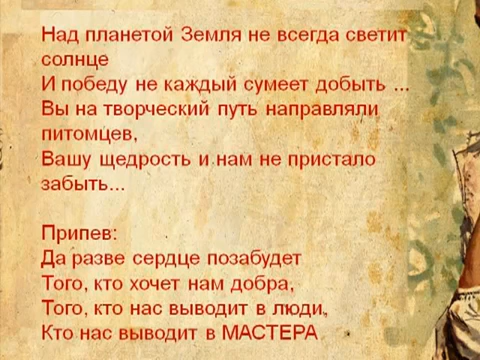 Над планетой Земля не всегда светит
солнце
И победу не каждый сумеет добыть ...
Вы на творческий путь направляли
питомцев,
Вашу щедрость и нам не пристало
забыть...
Припев:
Да разве сердце позабудет
Того, кто хочет нам добра,
Того, кто нас выводит в люди,
Кто нас выводит в МАСТЕРА